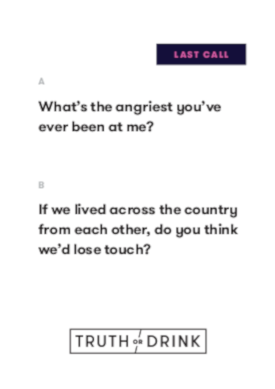 LAST CALL
A
What's the angriest you've
ever been at me?
B
If we lived across the country
from each other, do you think
we'd lose touch?
TRUTH OR DRINK